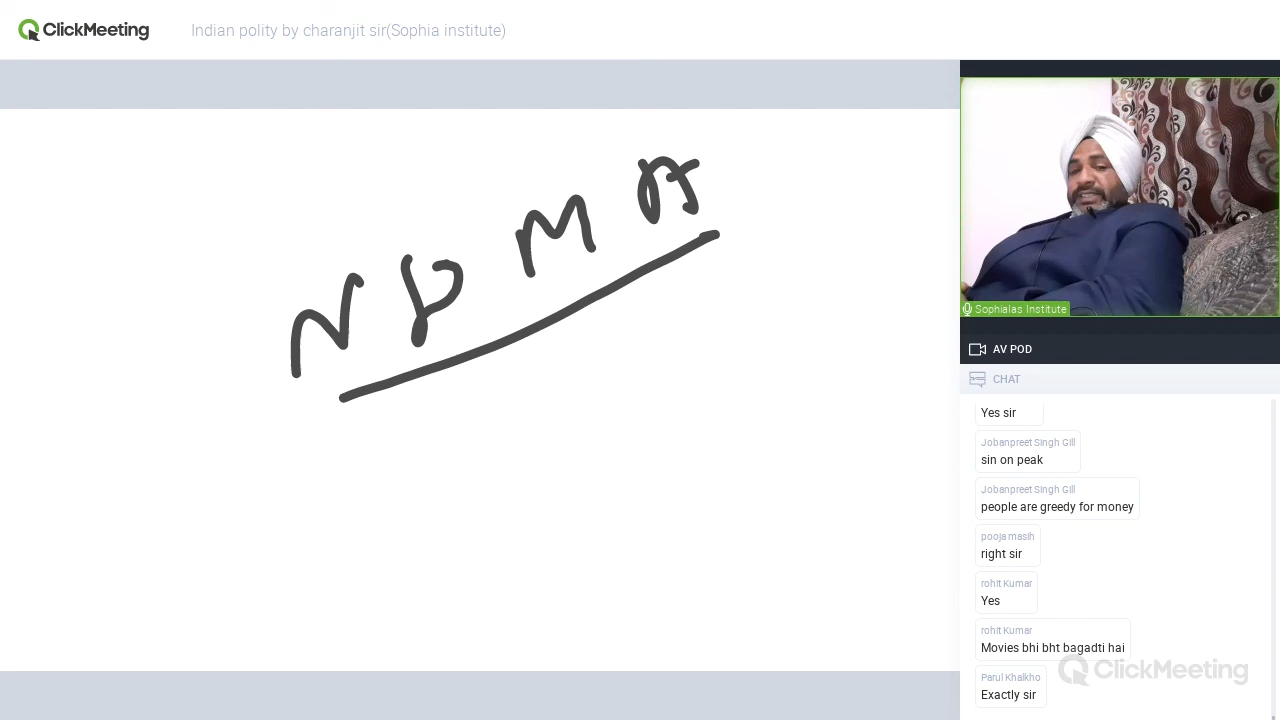 ClickMeeting
Indian polity by charanjit sir(Sophia institute)
N D M A
SophiaIas Institute
AV POD
CHAT
Yes sir
Jobanpreet Singh Gill
sin on peak
Jobanpreet Singh Gill
people are greedy for money
pooja masih
right sir
rohit Kumar
Yes
rohit Kumar
Movies bhi bht bagadti hai
Parul Khalkho
Exactly sir
ClickMeeting